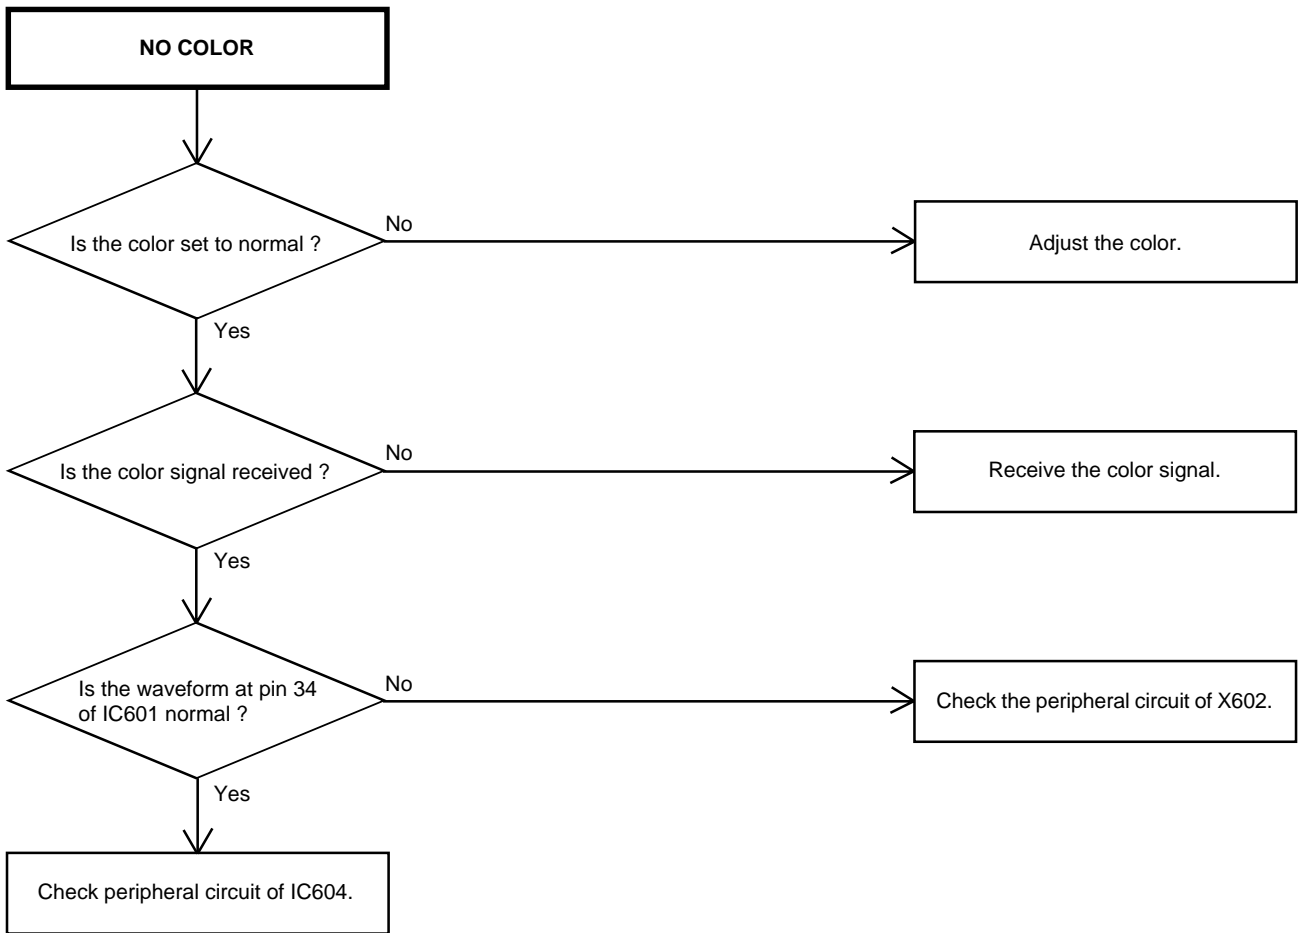 NO COLOR
Is the color set to normal ?
No
Adjust the color.
Yes
Is the color signal received ?
No
Receive the color signal.
Yes
Is the waveform at pin 34
of IC601 normal ?
No
Check the peripheral circuit of X602.
Yes
Check peripheral circuit of IC604.